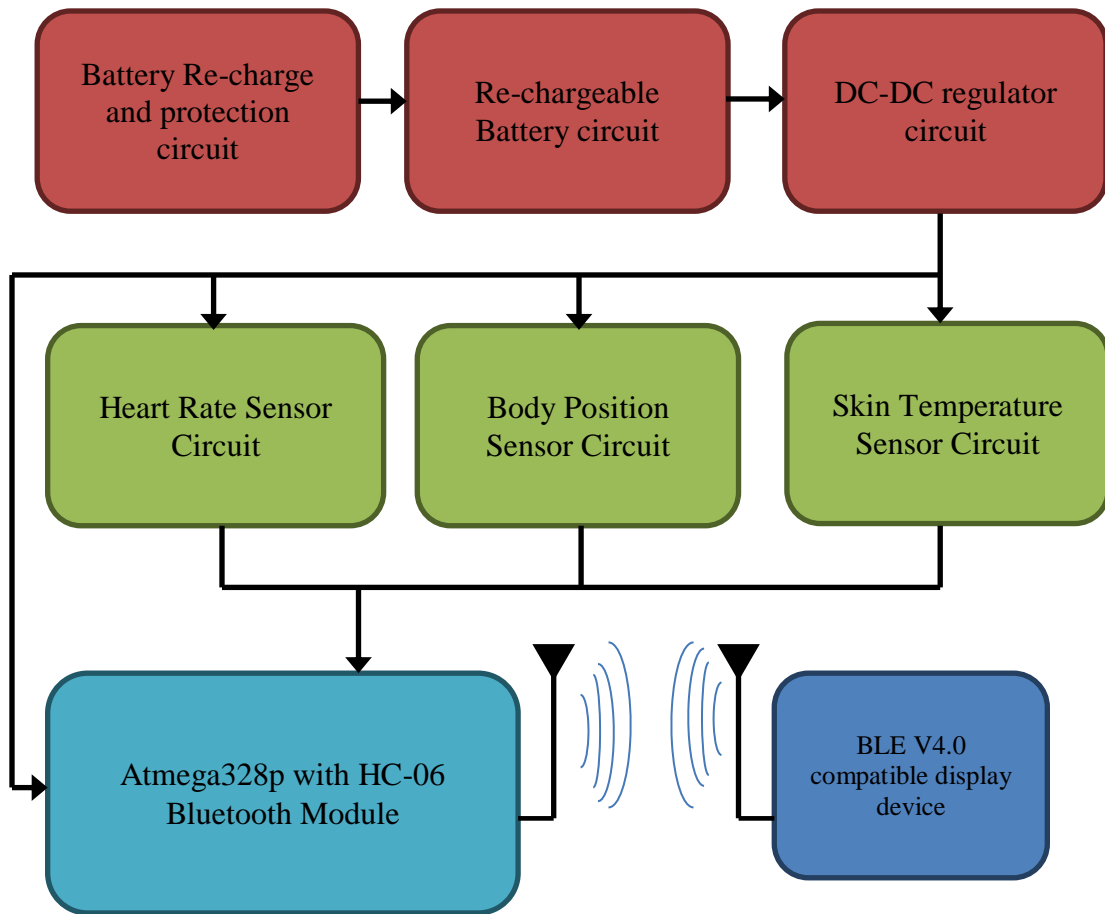 Battery Re-charge
and protection
circuit
Re-chargeable
Battery circuit
DC-DC regulator
circuit
Heart Rate Sensor
Circuit
Body Position
Sensor Circuit
Skin Temperature
Sensor Circuit
Atmega328p with HC-06
Bluetooth Module
BLE V4.0
compatible display
device